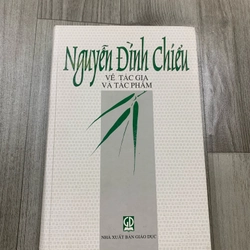 Nguyễn Đình Chiểu
VỀ TÁC GIA
VÀ TÁC PHẨM
NHÀ XUẤT BẢN GIÁO DỤC